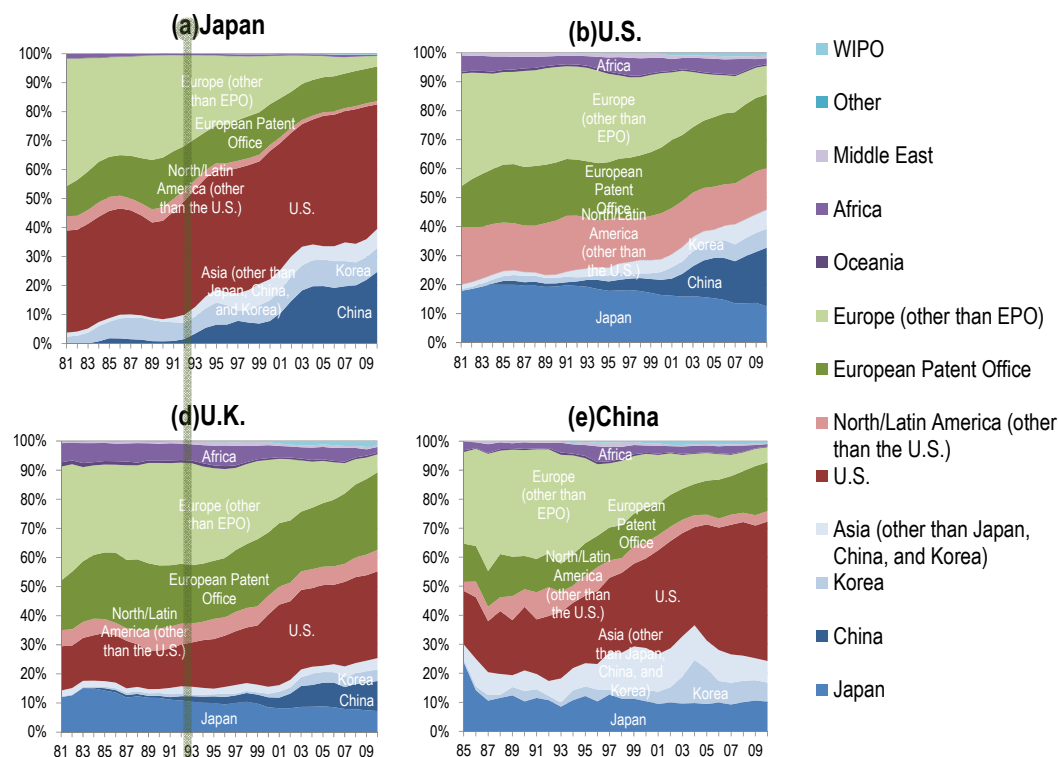 (a)Japan
100%
90%
80%
70%
60%
50%
40%
30%
20%
10%
0%
Europe (other
than EPO)
European Patent
Office
North/Latin
America (other
than the U.S.)
U.S.
Asia (other than
Japan, China,
and Korea)
Korea
China
81 83 85 87 89 91 93 95 97 99 01 03 05 07 09
(b)U.S.
100%
90%
80%
70%
60%
50%
40%
30%
20%
10%
0%
Africa
Europe
(other than
EPO)
European
Patent
Office
North/Latin
America
(other than
the U.S.)
Korea
China
Japan
81 83 85 87 89 91 93 95 97 99 01 03 05 07 09
(d)U.K.
100%
90%
80%
70%
60%
50%
40%
30%
20%
10%
0%
Africa
Europe (other
than EPO)
European Patent
Office
North/Latin
America (other
than the U.S.)
U.S.
Korea
China
Japan
81 83 85 87 89 91 93 95 97 99 01 03 05 07 09
(e)China
100%
90%
80%
70%
60%
50%
40%
30%
20%
10%
0%
Africa
Europe
(other than
EPO)
European
Patent
Office
North/Latin
America
(other than
the U.S.)
U.S.
Asia (other
than Japan,
China, and
Korea)
Korea
Japan
85 87 89 91 93 95 97 99 01 03 05 07 09
WIPO
Other
Middle East
Africa
Oceania
Europe (other than EPO)
European Patent Office
North/Latin America (other
than the U.S.)
U.S.
Asia (other than Japan,
China, and Korea)
Korea
China
Japan